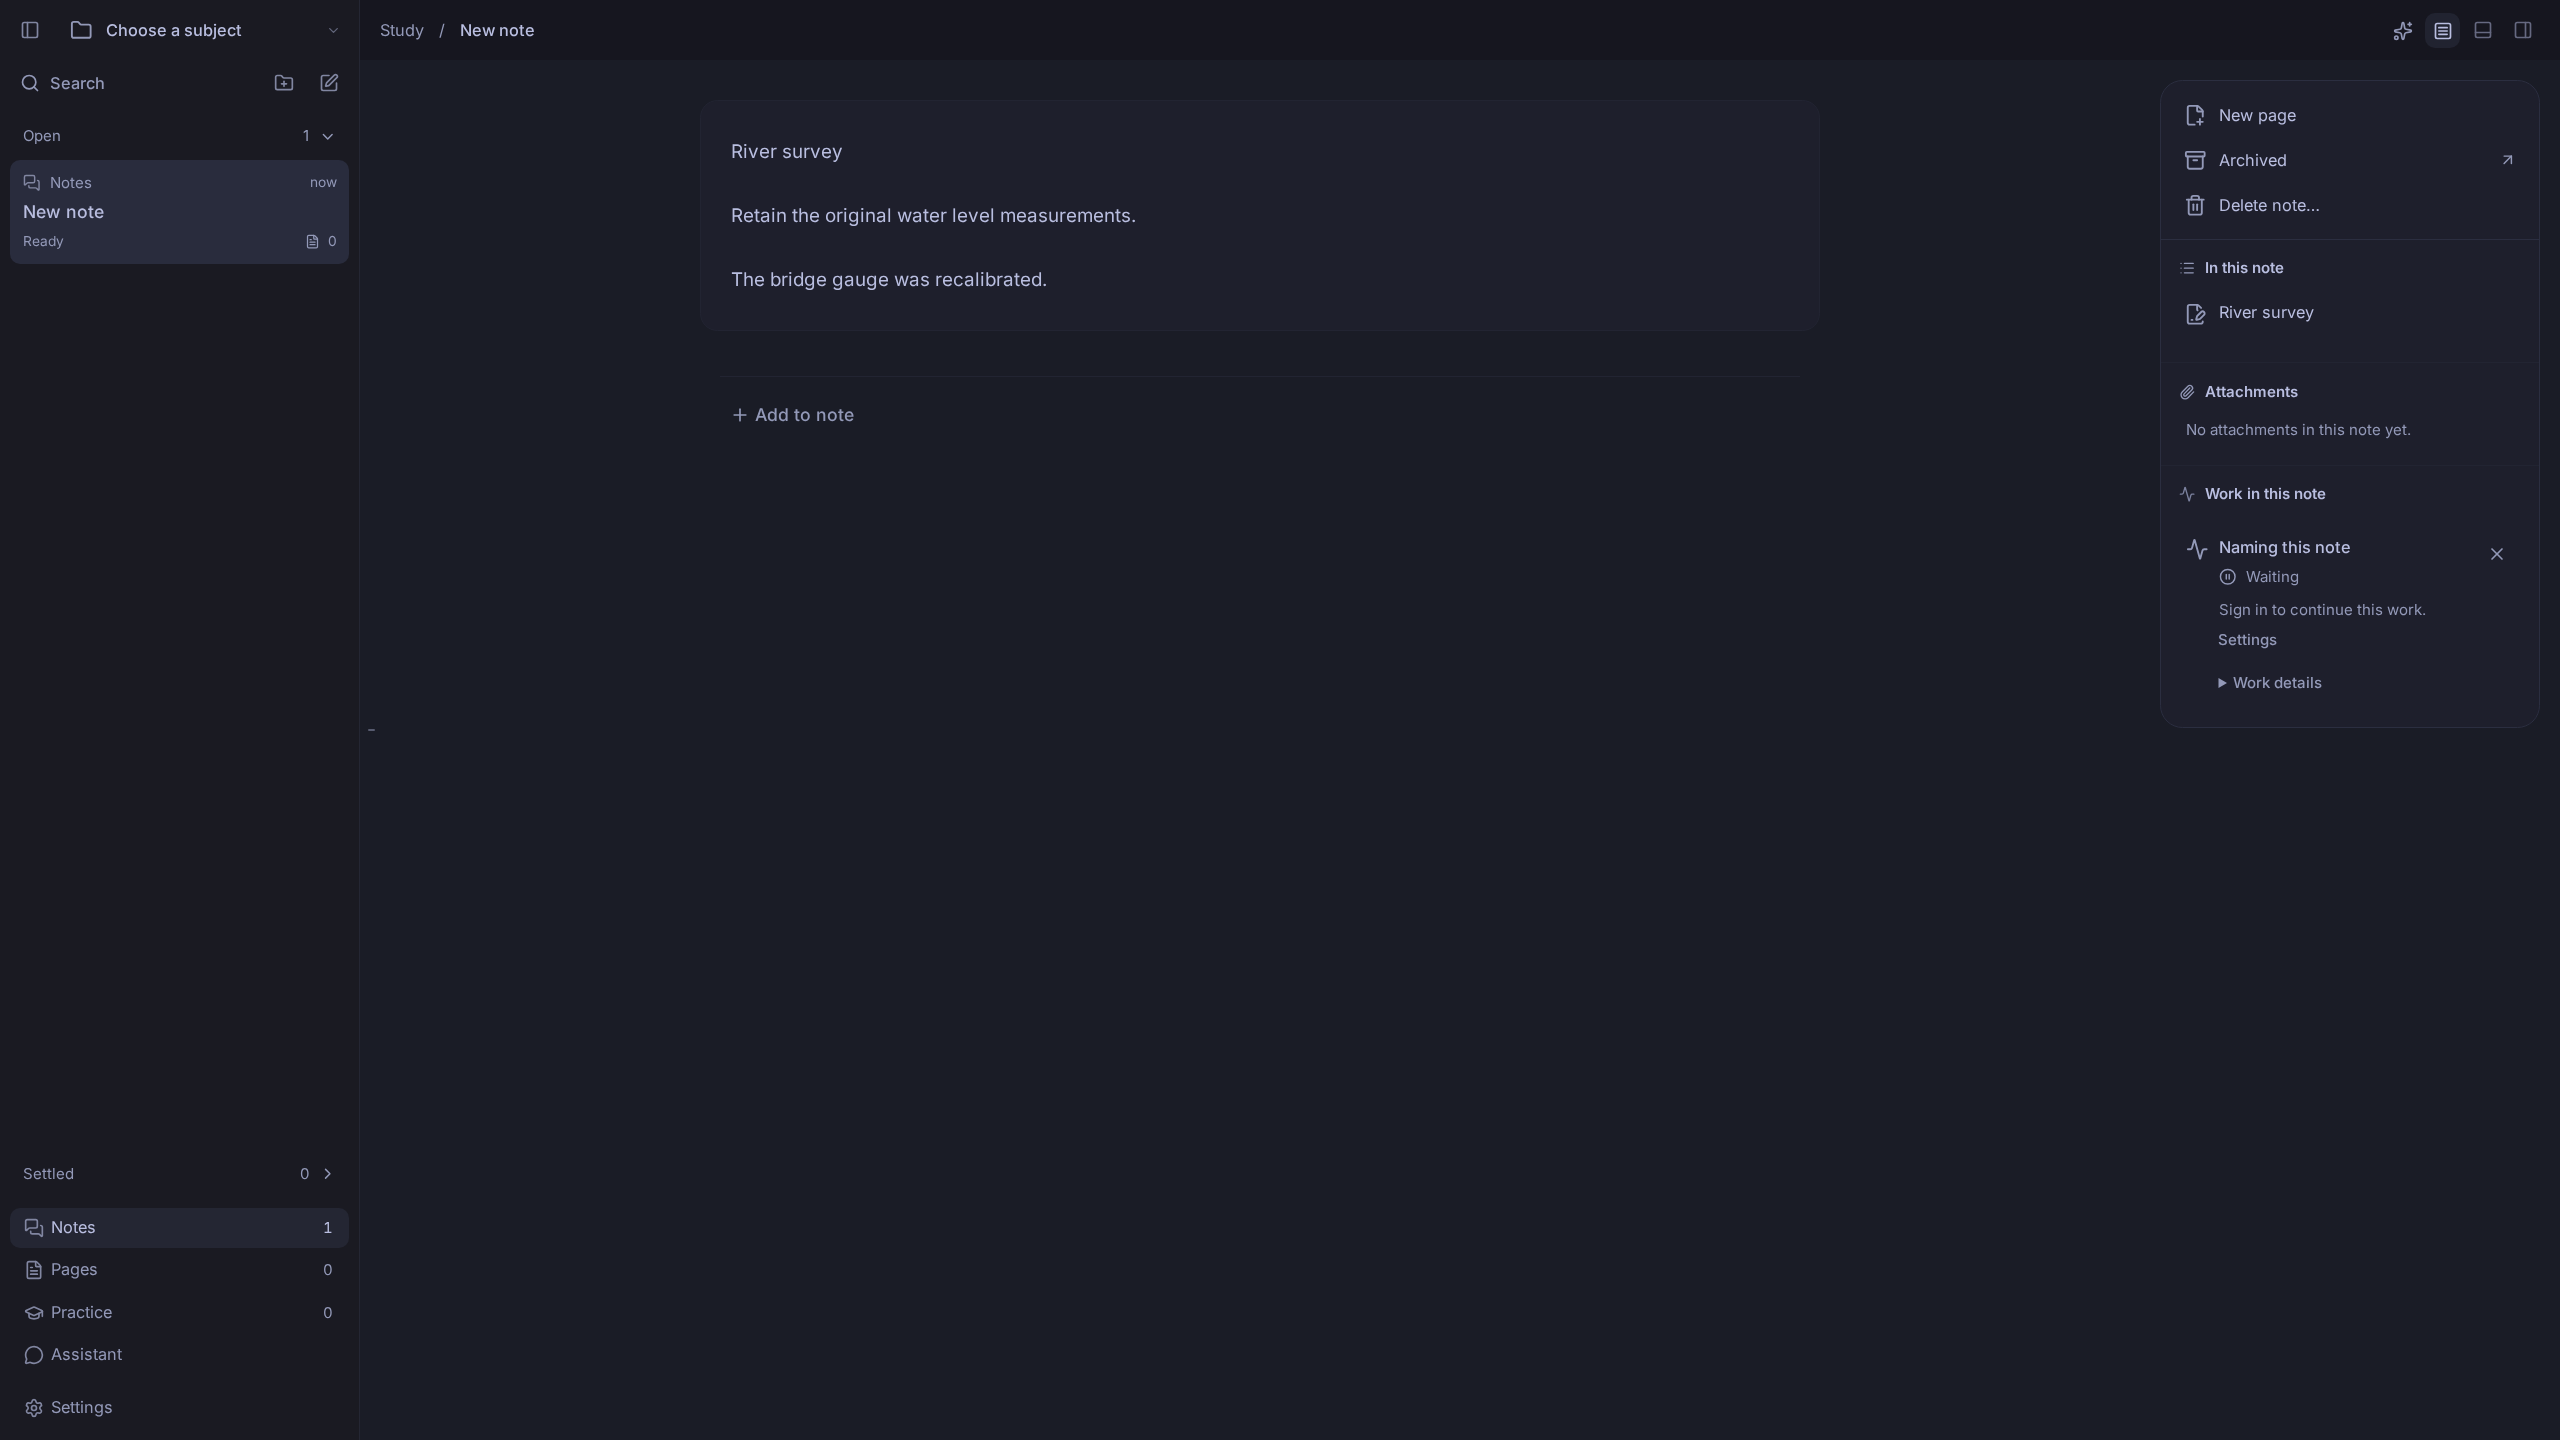 Choose a subject
Search
Open 1
Notes now
New note
Ready 0
Settled 0
Notes 1
Pages 0
Practice 0
Assistant
Settings
Study / New note
River survey
Retain the original water level measurements.
The bridge gauge was recalibrated.
Add to note
New page
Archived
Delete note...
In this note
River survey
Attachments
No attachments in this note yet.
Work in this note
Naming this note
Waiting
Sign in to continue this work.
Settings
Work details